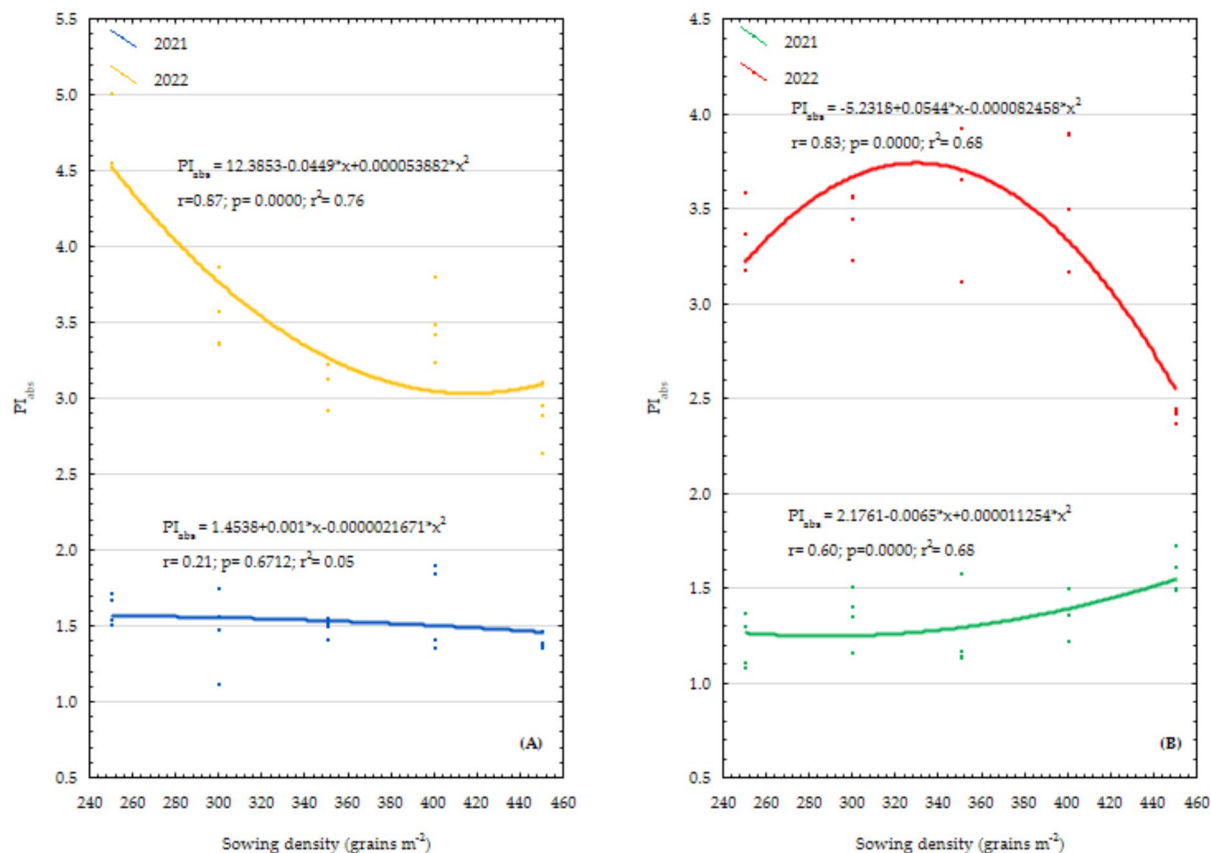 5.5
5.0
4.5
4.0
3.5
3.0
2.5
2.0
1.5
1.0
0.5
PI_abs
2021
2022
PI_abs = 12.3853-0.0449*x+0.000053882*x²
r=0.87; p= 0.0000; r²= 0.76
PI_abs = 1.4538+0.001*x-0.0000021671*x²
r= 0.21; p= 0.6712; r²= 0.05
(A)
240 260 280 300 320 340 360 380 400 420 440 460
Sowing density (grains m⁻²)
4.5
4.0
3.5
3.0
2.5
2.0
1.5
1.0
0.5
PI_abs
2021
2022
PI_abs = -5.2318+0.0544*x-0.000082458*x²
r= 0.83; p= 0.0000; r²= 0.68
PI_abs = 2.1761-0.0065*x+0.000011254*x²
r= 0.60; p=0.0000; r²= 0.68
(B)
240 260 280 300 320 340 360 380 400 420 440 460
Sowing density (grains m⁻²)